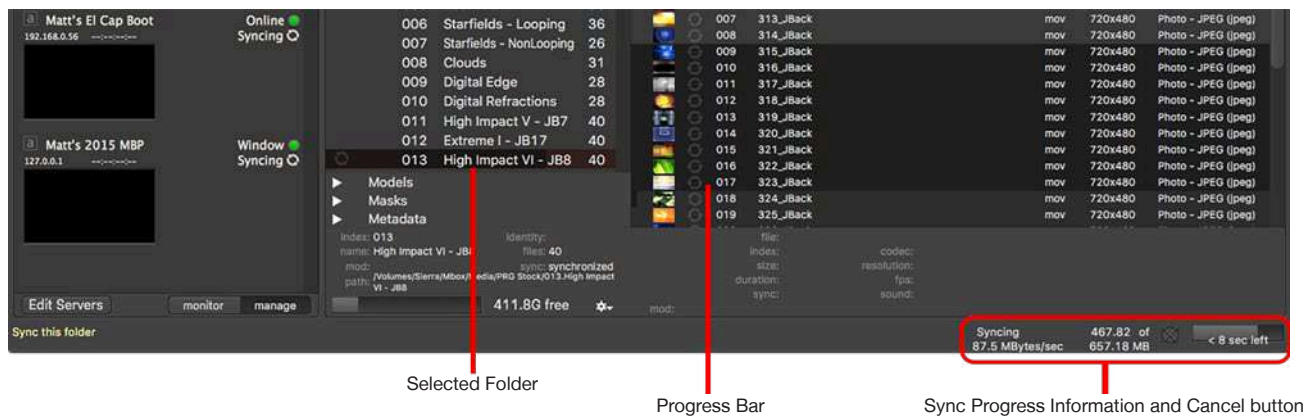 a Matt's El Cap Boot Online
192.168.0.56 --:--:--:-- Syncing
a Matt's 2015 MBP Window
127.0.0.1 --:--:--:-- Syncing
Edit Servers monitor manage
006 Starfields - Looping 36
007 Starfields - NonLooping 26
008 Clouds 31
009 Digital Edge 28
010 Digital Refractions 28
011 High Impact V - JB7 40
012 Extreme I - JB17 40
013 High Impact VI - JB8 40
Models
Masks
Metadata
index: 013 identity:
name: High Impact VI - JB8 files: 40
mod: sync: synchronized
path: /Volumes/Sierra/Mbox/Media/PRG Stock/013.High Impact
VI - JB8
411.8G free
007 313_JBack mov 720x480 Photo - JPEG (jpeg)
008 314_JBack mov 720x480 Photo - JPEG (jpeg)
009 315_JBack mov 720x480 Photo - JPEG (jpeg)
010 316_JBack mov 720x480 Photo - JPEG (jpeg)
011 317_JBack mov 720x480 Photo - JPEG (jpeg)
012 318_JBack mov 720x480 Photo - JPEG (jpeg)
013 319_JBack mov 720x480 Photo - JPEG (jpeg)
014 320_JBack mov 720x480 Photo - JPEG (jpeg)
015 321_JBack mov 720x480 Photo - JPEG (jpeg)
016 322_JBack mov 720x480 Photo - JPEG (jpeg)
017 323_JBack mov 720x480 Photo - JPEG (jpeg)
018 324_JBack mov 720x480 Photo - JPEG (jpeg)
019 325_JBack mov 720x480 Photo - JPEG (jpeg)
file:
index: codec:
size: resolution:
duration: fps:
sync: sound:
mod:
Sync this folder
Syncing 467.82 of
87.5 MBytes/sec 657.18 MB < 8 sec left
Selected Folder
Progress Bar
Sync Progress Information and Cancel button